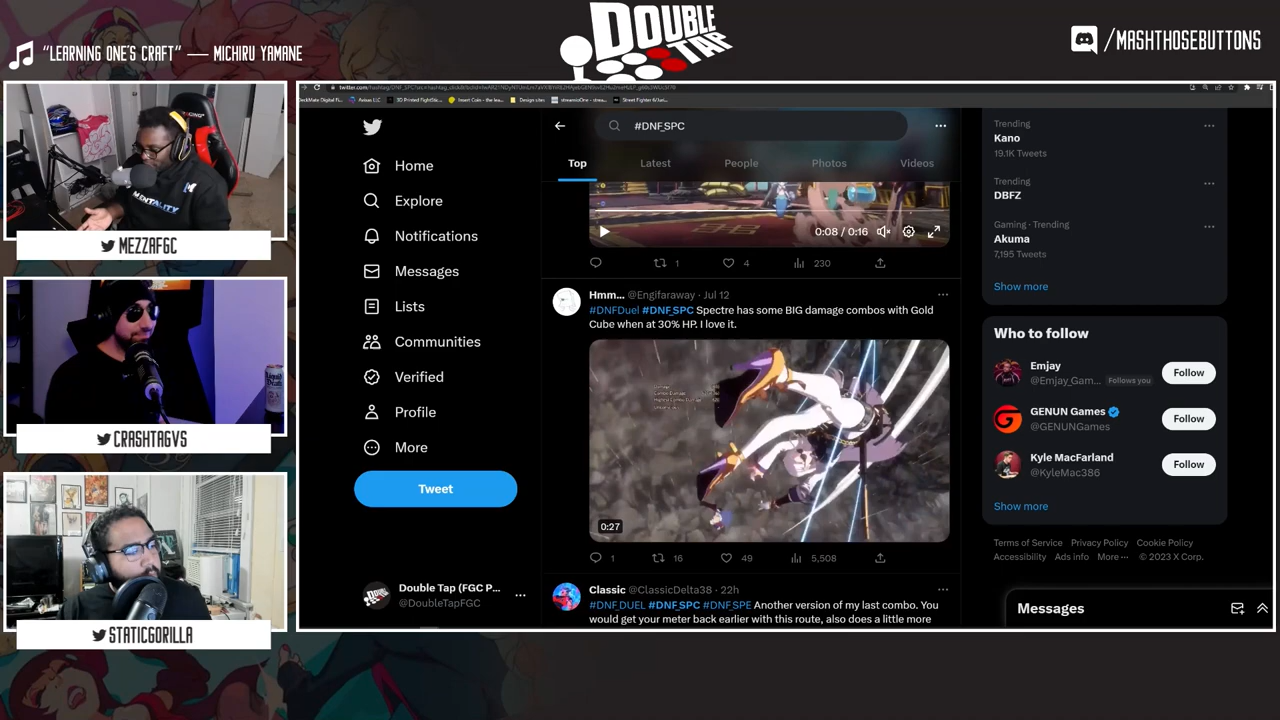 "LEARNING ONE'S CRAFT" — MICHIRU YAMANE
DOUBLE TAP
/MASHTHOSEBUTTONS
MENTALITY
MEZZAFGC
CRASHTAGVS
STATICGORILLA
Home
Explore
Notifications
Messages
Lists
Communities
Verified
Profile
More
Tweet
Double Tap (FGC P...
@DoubleTapFGC
#DNF_SPC
Top Latest People Photos Videos
0:08 / 0:16
1 4 230
Hmm... @Engifaraway · Jul 12
#DNFDuel #DNF_SPC Spectre has some BIG damage combos with Gold
Cube when at 30% HP. I love it.
0:27
1 16 49 5,508
Classic @ClassicDelta38 · 22h
#DNF_DUEL #DNF_SPC #DNF_SPE Another version of my last combo. You
would get your meter back earlier with this route, also does a little more
Trending
Kano
19.1K Tweets
Trending
DBFZ
Gaming · Trending
Akuma
7,195 Tweets
Show more
Who to follow
Emjay
@Emjay_Gam... Follows you
Follow
GENUN Games
@GENUNGames
Follow
Kyle MacFarland
@KyleMac386
Follow
Show more
Terms of Service Privacy Policy Cookie Policy
Accessibility Ads info More ··· © 2023 X Corp.
Messages